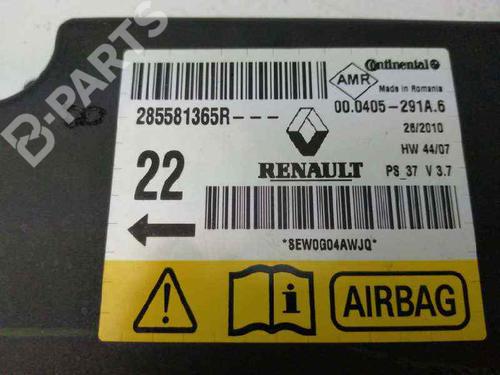 B-PARTS
Continental
AMR
Made in Romania
285581365R---
00.0405-291A.6
26/2010
HW 44/07
22
RENAULT
PS_37 V 3.7
*8EW0G04AWJQ*
i
AIRBAG